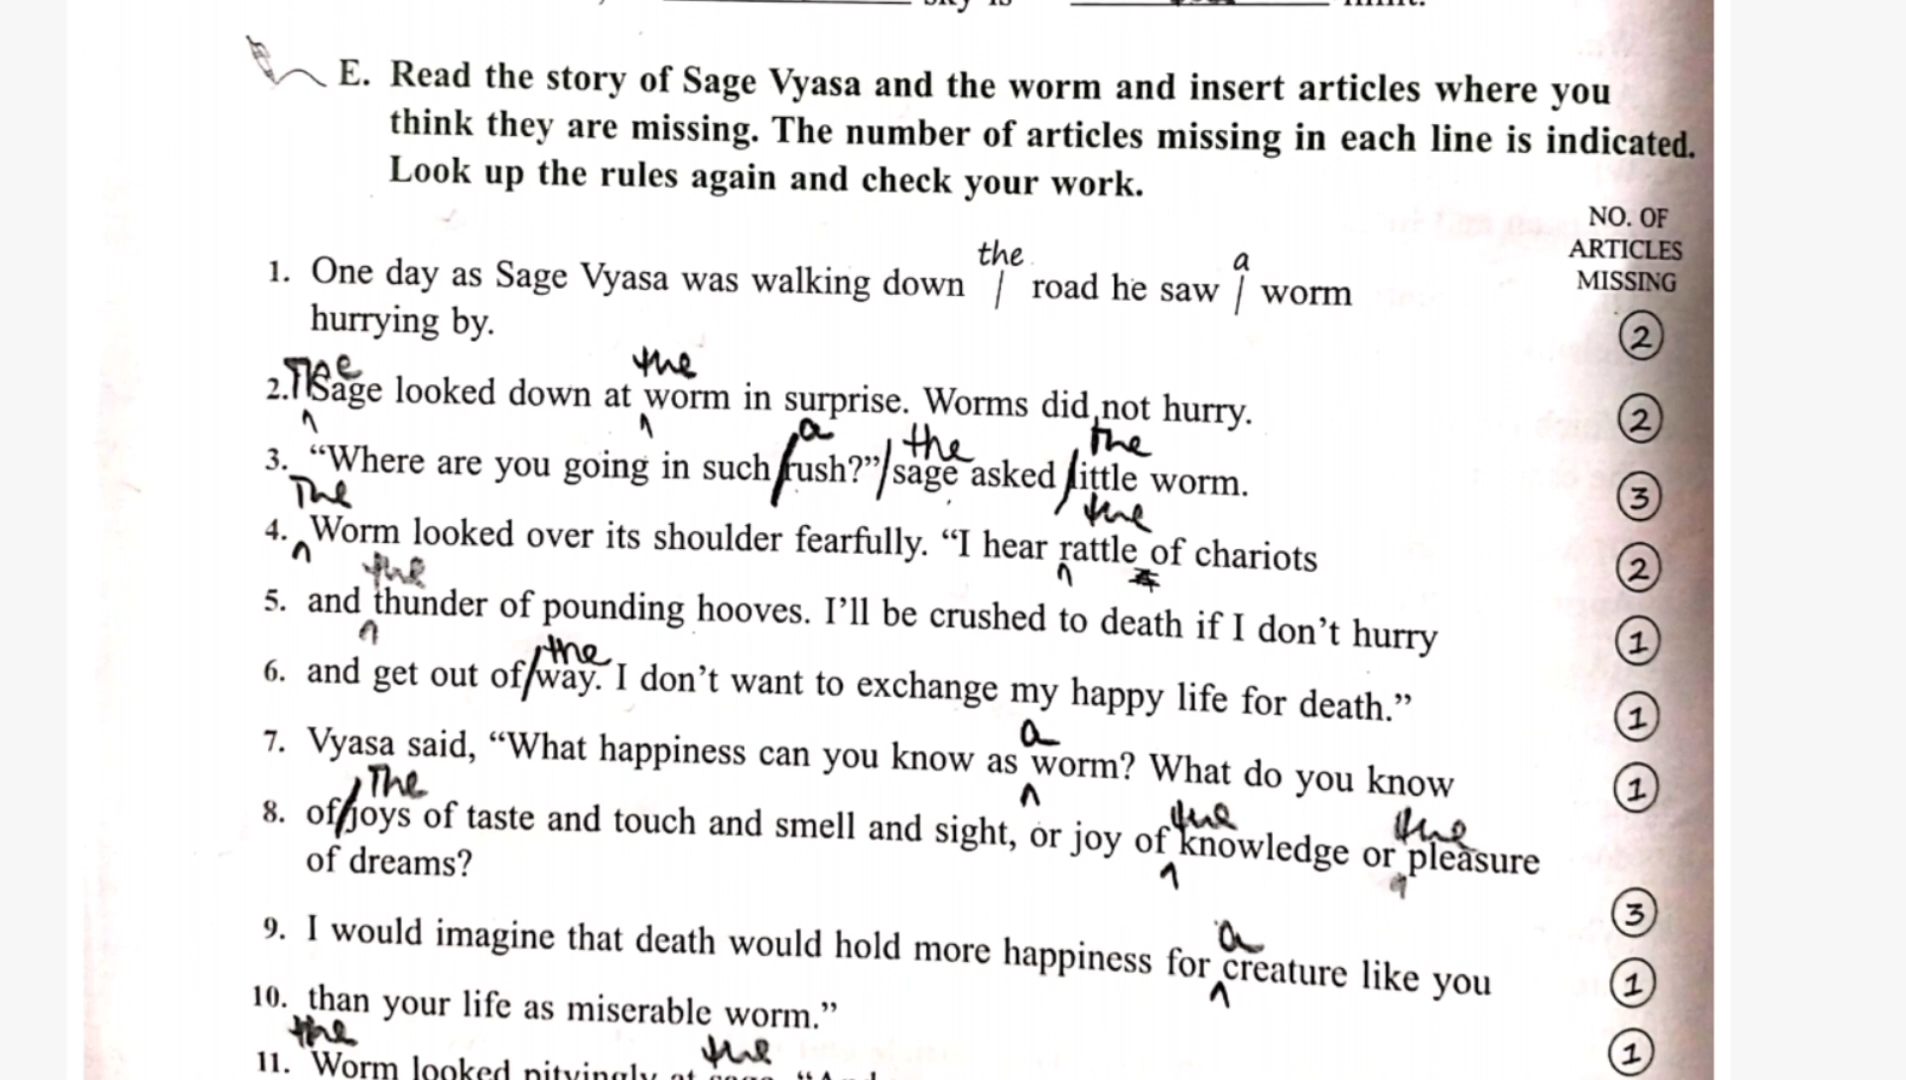 sky is
E. Read the story of Sage Vyasa and the worm and insert articles where you
think they are missing. The number of articles missing in each line is indicated.
Look up the rules again and check your work.
NO. OF
ARTICLES
MISSING
the a
1. One day as Sage Vyasa was walking down / road he saw / worm
hurrying by.
2
The the
2. Sage looked down at worm in surprise. Worms did not hurry.
2
a the the
3. “Where are you going in such rush?” sage asked little worm.
3
The the
4. Worm looked over its shoulder fearfully. “I hear rattle of chariots
2
the
5. and thunder of pounding hooves. I’ll be crushed to death if I don’t hurry
1
the
6. and get out of way. I don’t want to exchange my happy life for death.”
1
a
7. Vyasa said, “What happiness can you know as worm? What do you know
1
The the the
8. of joys of taste and touch and smell and sight, or joy of knowledge or pleasure
of dreams?
3
a
9. I would imagine that death would hold more happiness for creature like you
1
10. than your life as miserable worm.”
1
the the
11. Worm looked pityingly at sage. “And